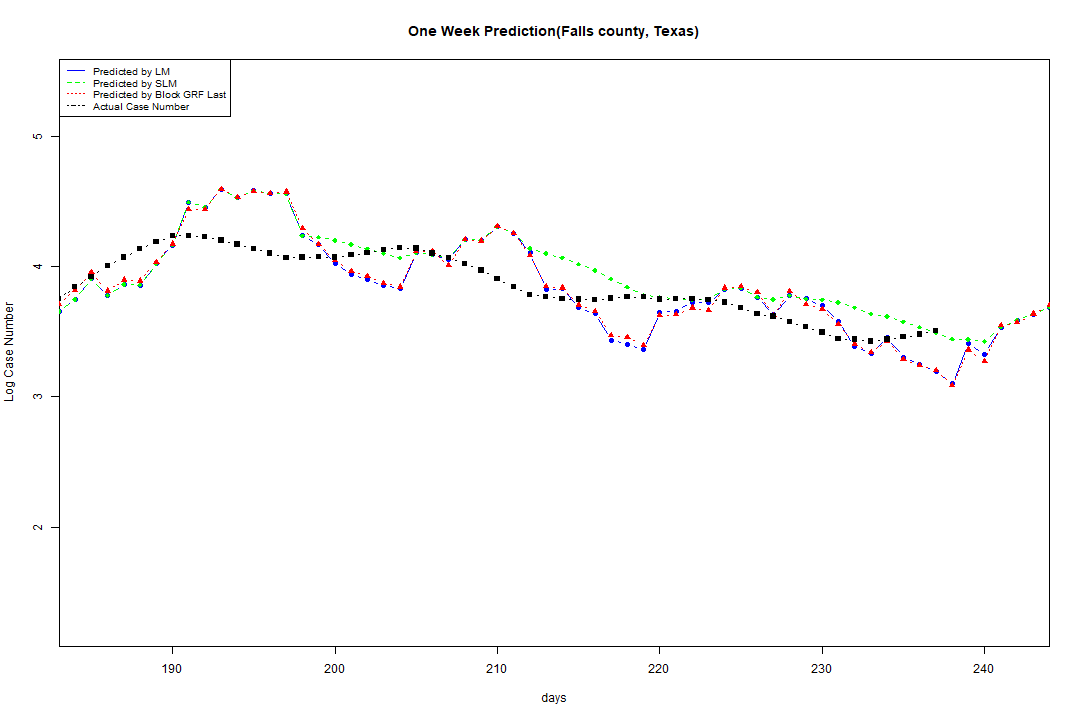 One Week Prediction(Falls county, Texas)
Predicted by LM
Predicted by SLM
Predicted by Block GRF Last
Actual Case Number
5
4
3
2
Log Case Number
190 200 210 220 230 240
days